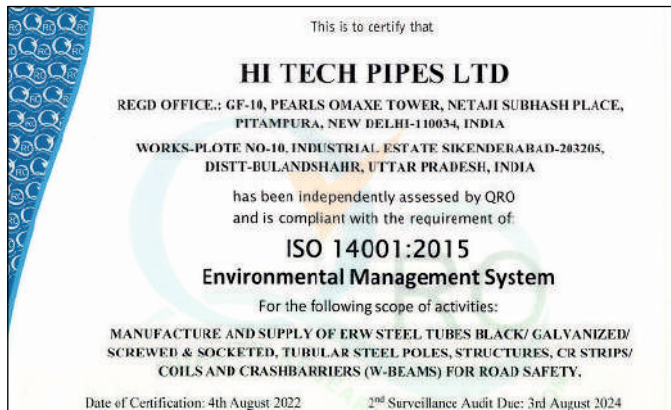 This is to certify that
HI TECH PIPES LTD
REGD OFFICE.: GF-10, PEARLS OMAXE TOWER, NETAJI SUBHASH PLACE,
PITAMPURA, NEW DELHI-110034, INDIA
WORKS-PLOTE NO-10, INDUSTRIAL ESTATE SIKENDERABAD-203205,
DISTT-BULANDSHAHR, UTTAR PRADESH, INDIA
has been independently assessed by QRO
and is compliant with the requirement of:
ISO 14001:2015
Environmental Management System
For the following scope of activities:
MANUFACTURE AND SUPPLY OF ERW STEEL TUBES BLACK/ GALVANIZED/
SCREWED & SOCKETED, TUBULAR STEEL POLES, STRUCTURES, CR STRIPS/
COILS AND CRASHBARRIERS (W-BEAMS) FOR ROAD SAFETY.
Date of Certification: 4th August 2022 2nd Surveillance Audit Due: 3rd August 2024